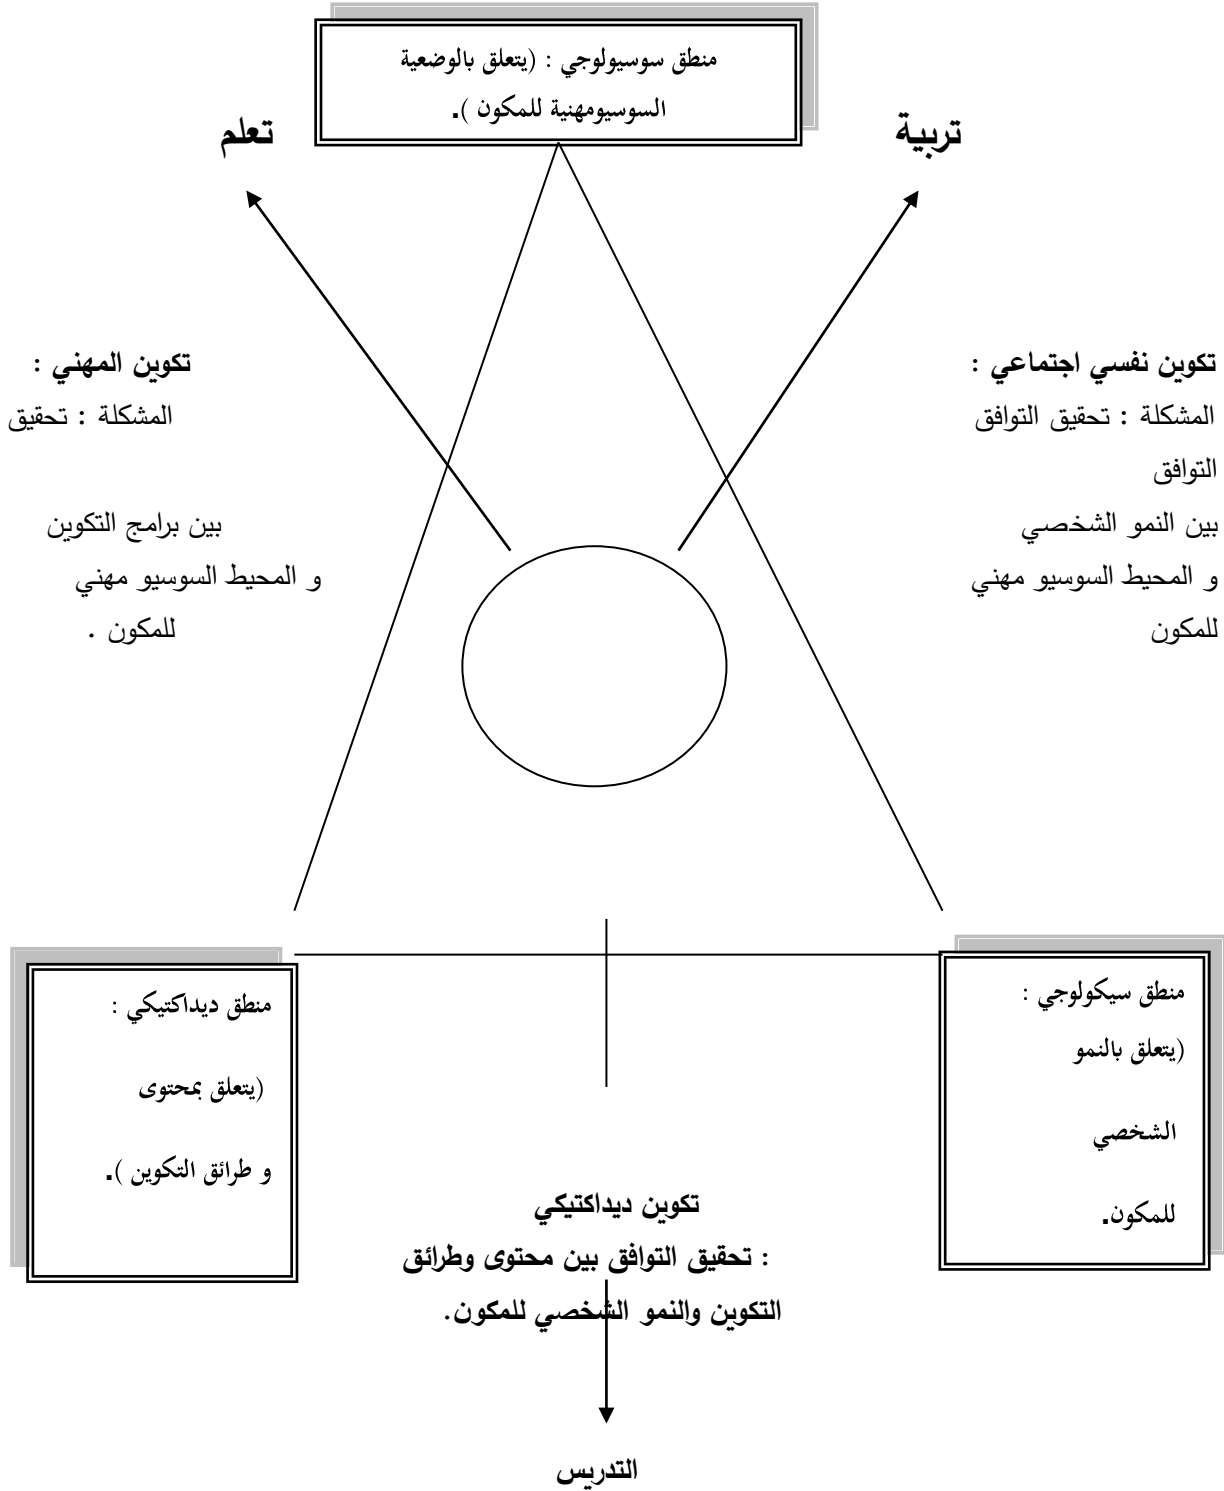 منطق سوسيولوجي : (يتعلق بالوضعية
السوسيومهنية للمكون ).
تربية
تعلم
تكوين نفسي اجتماعي :
المشكلة : تحقيق التوافق
التوافق
بين النمو الشخصي
و المحيط السوسيو مهني
للمكون
تكوين المهني :
المشكلة : تحقيق
بين برامج التكوين
و المحيط السوسيو مهني
للمكون .
منطق سيكولوجي :
(يتعلق بالنمو
الشخصي
للمكون.
منطق ديداكتيكي :
(يتعلق بمحتوى
و طرائق التكوين ).
تكوين ديداكتيكي
: تحقيق التوافق بين محتوى وطرائق
التكوين والنمو الشخصي للمكون.
التدريس